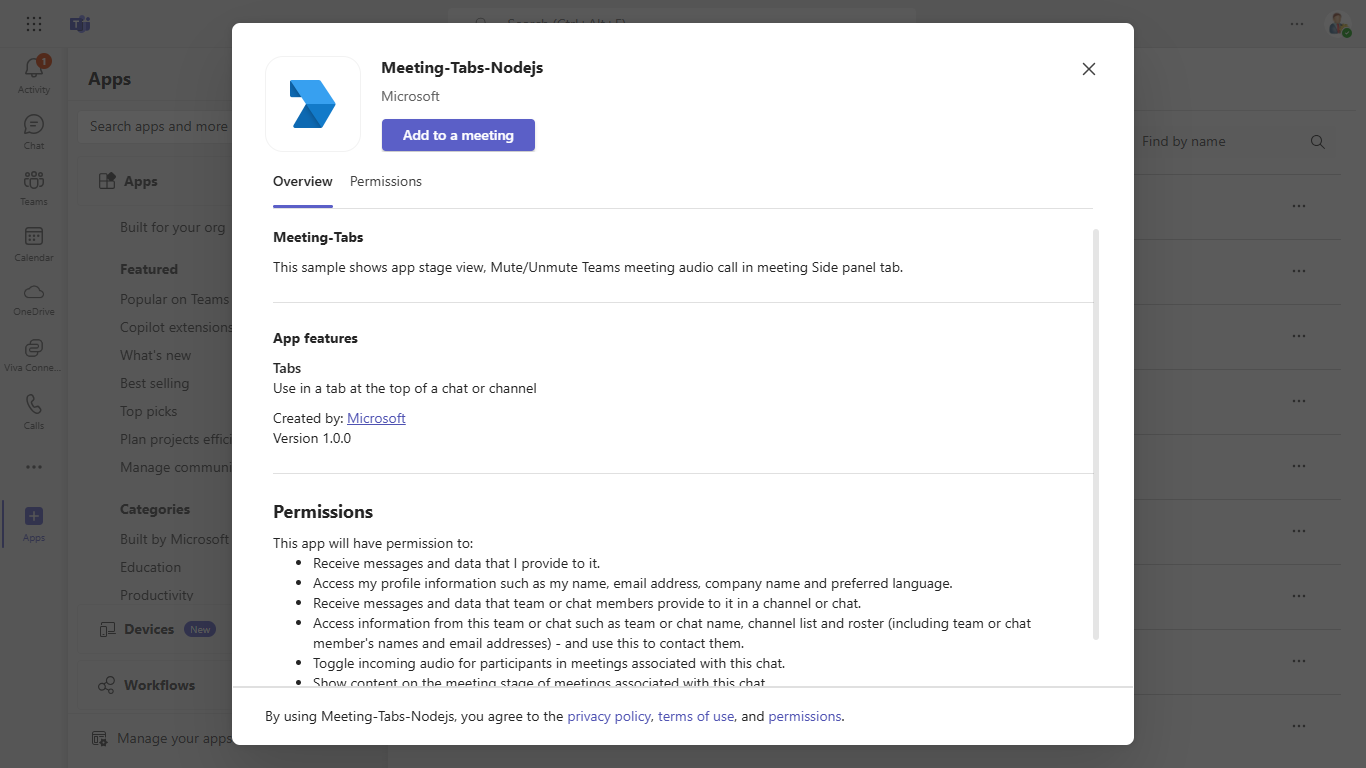 Search (Ctrl+Alt+E)
1
Activity
Chat
Teams
Calendar
OneDrive
Viva Conne...
Calls
Apps
Apps
Search apps and more
Apps
Built for your org
Featured
Popular on Teams
Copilot extensions
What's new
Best selling
Top picks
Plan projects effici
Manage communi
Categories
Built by Microsoft
Education
Productivity
Devices New
Workflows
Manage your apps
Find by name
Meeting-Tabs-Nodejs
Microsoft
Add to a meeting
Overview Permissions
Meeting-Tabs
This sample shows app stage view, Mute/Unmute Teams meeting audio call in meeting Side panel tab.
App features
Tabs
Use in a tab at the top of a chat or channel
Created by: Microsoft
Version 1.0.0
Permissions
This app will have permission to:
Receive messages and data that I provide to it.
Access my profile information such as my name, email address, company name and preferred language.
Receive messages and data that team or chat members provide to it in a channel or chat.
Access information from this team or chat such as team or chat name, channel list and roster (including team or chat
member's names and email addresses) - and use this to contact them.
Toggle incoming audio for participants in meetings associated with this chat.
Show content on the meeting stage of meetings associated with this chat.
By using Meeting-Tabs-Nodejs, you agree to the privacy policy, terms of use, and permissions.